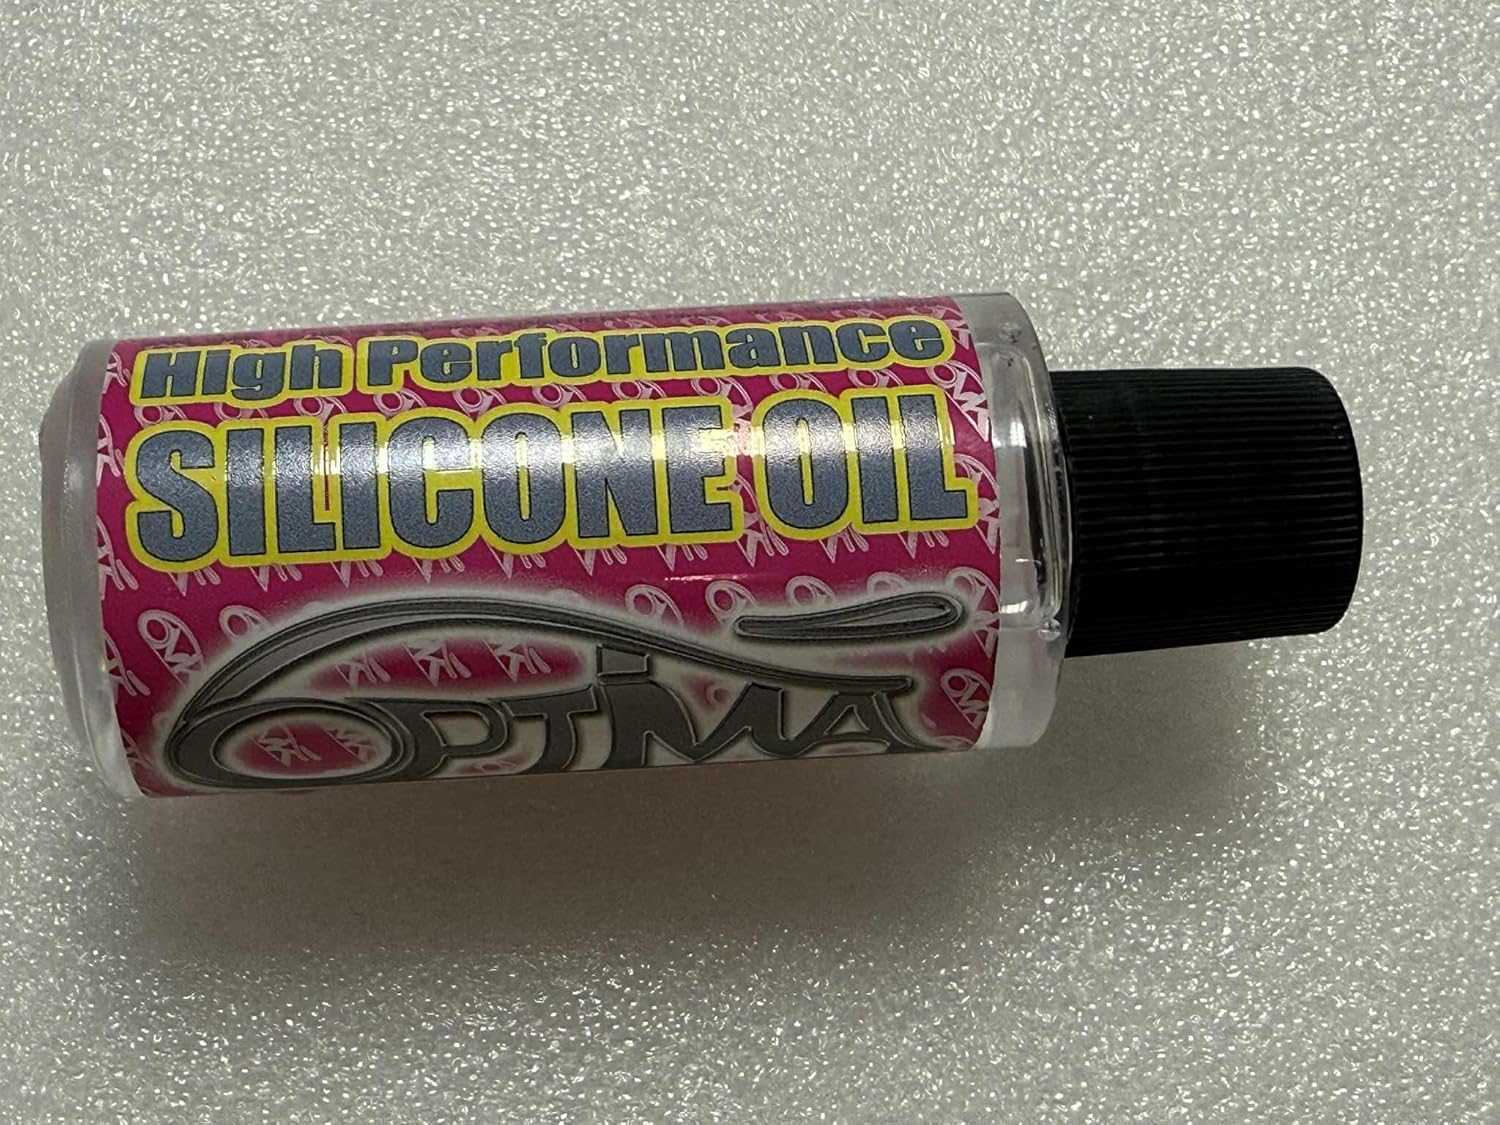 High Performance
SILICONE OIL
OPTIMA